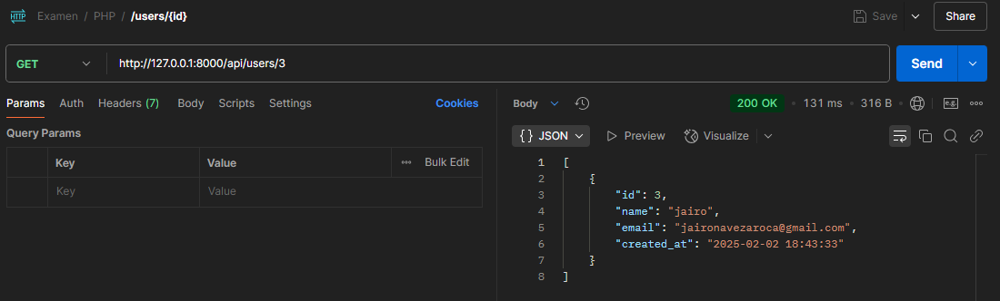 HTTP Examen / PHP / /users/{id} Save Share
GET http://127.0.0.1:8000/api/users/3 Send
Params Auth Headers (7) Body Scripts Settings Cookies
Body 200 OK • 131 ms • 316 B e.g.
Query Params
{} JSON Preview Visualize
Key Value Bulk Edit
Key Value
1 [
2 {
3 "id": 3,
4 "name": "jairo",
5 "email": "jaironavezaroca@gmail.com",
6 "created_at": "2025-02-02 18:43:33"
7 }
8 ]